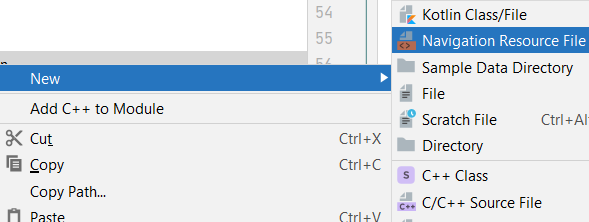 54
55
56
New
Add C++ to Module
Cut Ctrl+X
Copy Ctrl+C
Copy Path...
Paste Ctrl+V
Kotlin Class/File
Navigation Resource File
Sample Data Directory
File
Scratch File Ctrl+Al
Directory
S C++ Class
C++ C/C++ Source File